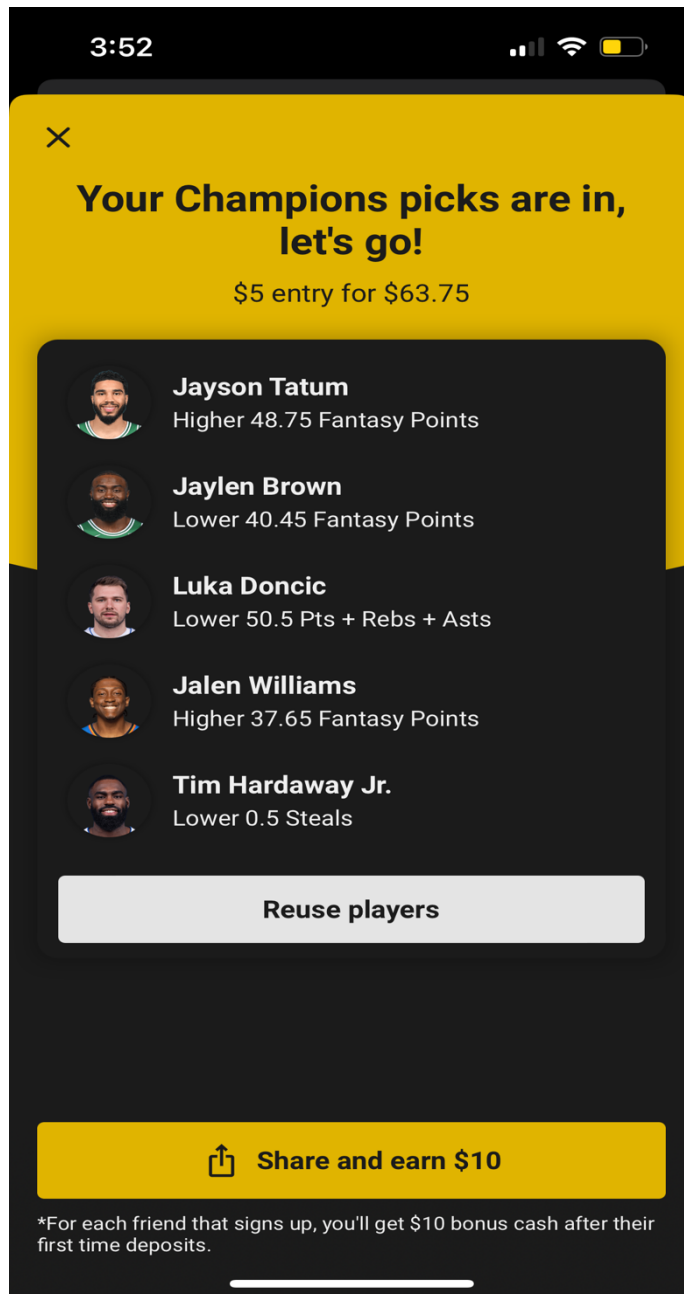 3:52
Your Champions picks are in,
let's go!
$5 entry for $63.75
Jayson Tatum
Higher 48.75 Fantasy Points
Jaylen Brown
Lower 40.45 Fantasy Points
Luka Doncic
Lower 50.5 Pts + Rebs + Asts
Jalen Williams
Higher 37.65 Fantasy Points
Tim Hardaway Jr.
Lower 0.5 Steals
Reuse players
Share and earn $10
*For each friend that signs up, you'll get $10 bonus cash after their
first time deposits.